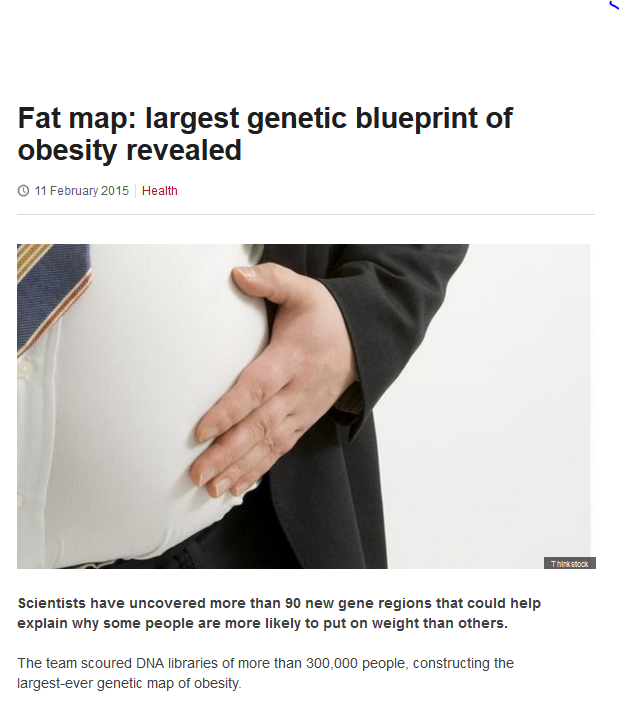 Fat map: largest genetic blueprint of
obesity revealed
11 February 2015 Health
Thinkstock
Scientists have uncovered more than 90 new gene regions that could help
explain why some people are more likely to put on weight than others.
The team scoured DNA libraries of more than 300,000 people, constructing the
largest-ever genetic map of obesity.